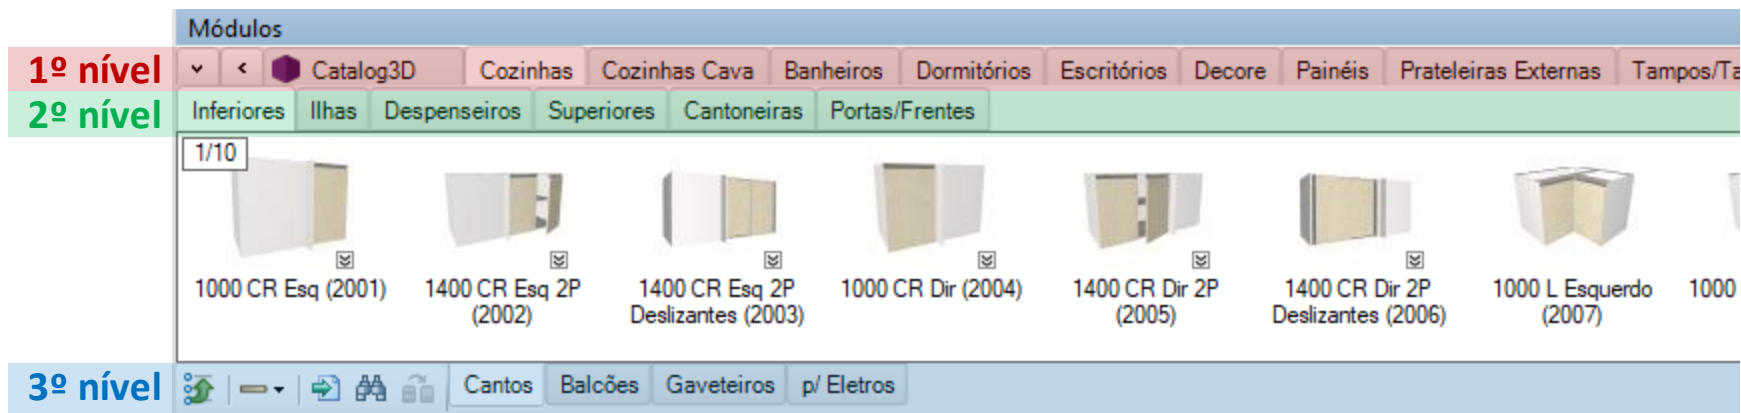 Módulos
1º nível Catalog3D Cozinhas Cozinhas Cava Banheiros Dormitórios Escritórios Decore Painéis Prateleiras Externas Tampos/Ta
2º nível Inferiores Ilhas Despenseiros Superiores Cantoneiras Portas/Frentes
1/10
1000 CR Esq (2001) 1400 CR Esq 2P 1400 CR Esq 2P 1000 CR Dir (2004) 1400 CR Dir 2P 1400 CR Dir 2P 1000 L Esquerdo 1000
(2002) Deslizantes (2003) (2005) Deslizantes (2006) (2007)
3º nível Cantos Balcões Gaveteiros p/ Eletros